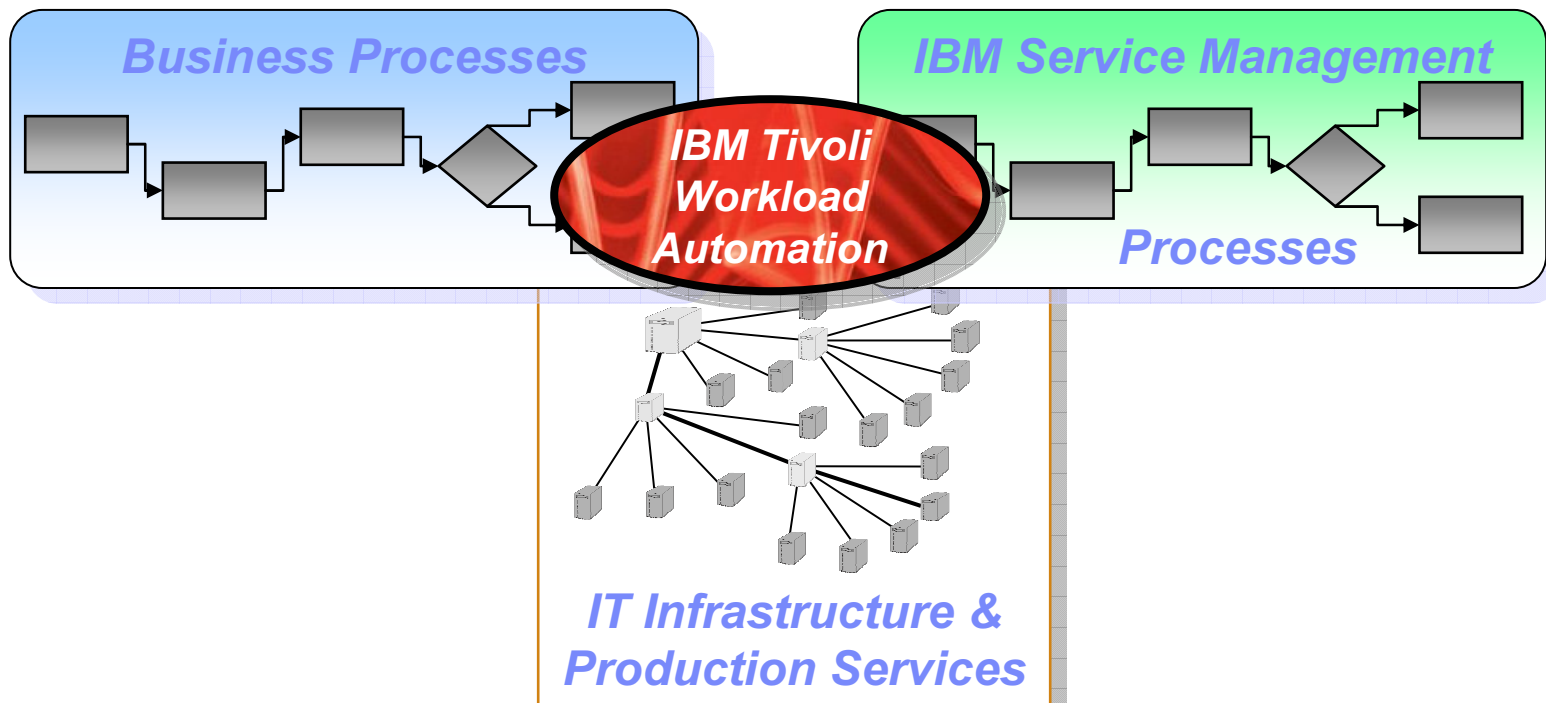 Business Processes
IBM Service Management
IBM Tivoli
Workload
Automation
Processes
IT Infrastructure &
Production Services